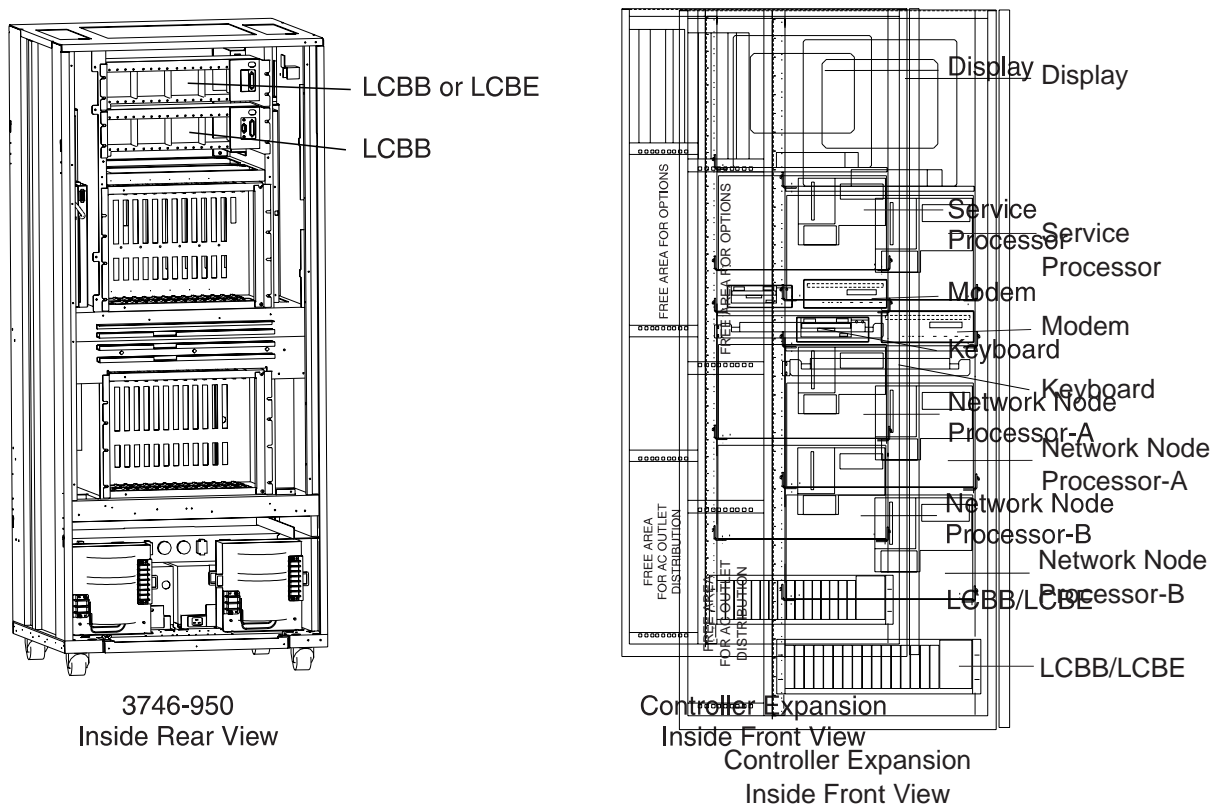 LCBB or LCBE
LCBB
3746-950
Inside Rear View
Display
Display
FREE AREA FOR OPTIONS
FREE AREA FOR OPTIONS
Service
Processor
Service
Processor
Modem
Modem
Keyboard
Keyboard
Network Node
Processor-A
Network Node
Processor-A
Network Node
Processor-B
Network Node
Processor-B
FREE AREA
FOR AC OUTLET
DISTRIBUTION
FREE AREA
FOR AC OUTLET
DISTRIBUTION
LCBB/LCBE
LCBB/LCBE
Controller Expansion
Inside Front View
Controller Expansion
Inside Front View